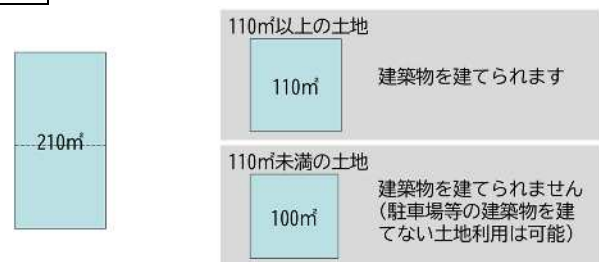 210㎡
110㎡以上の土地
110㎡
建築物を建てられます
110㎡未満の土地
100㎡
建築物を建てられません
（駐車場等の建築物を建
てない土地利用は可能）